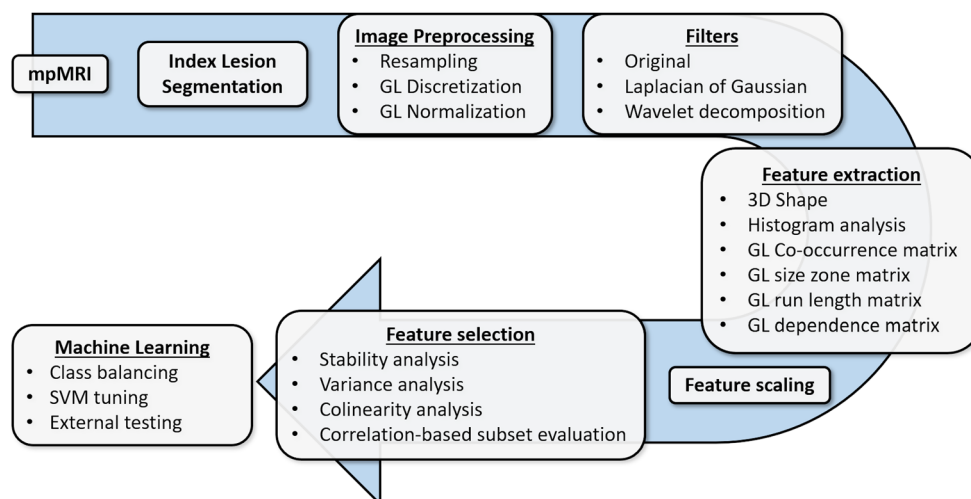 mpMRI
Index Lesion
Segmentation
Image Preprocessing
• Resampling
• GL Discretization
• GL Normalization
Filters
• Original
• Laplacian of Gaussian
• Wavelet decomposition
Feature extraction
• 3D Shape
• Histogram analysis
• GL Co-occurrence matrix
• GL size zone matrix
• GL run length matrix
• GL dependence matrix
Feature scaling
Feature selection
• Stability analysis
• Variance analysis
• Colinearity analysis
• Correlation-based subset evaluation
Machine Learning
• Class balancing
• SVM tuning
• External testing